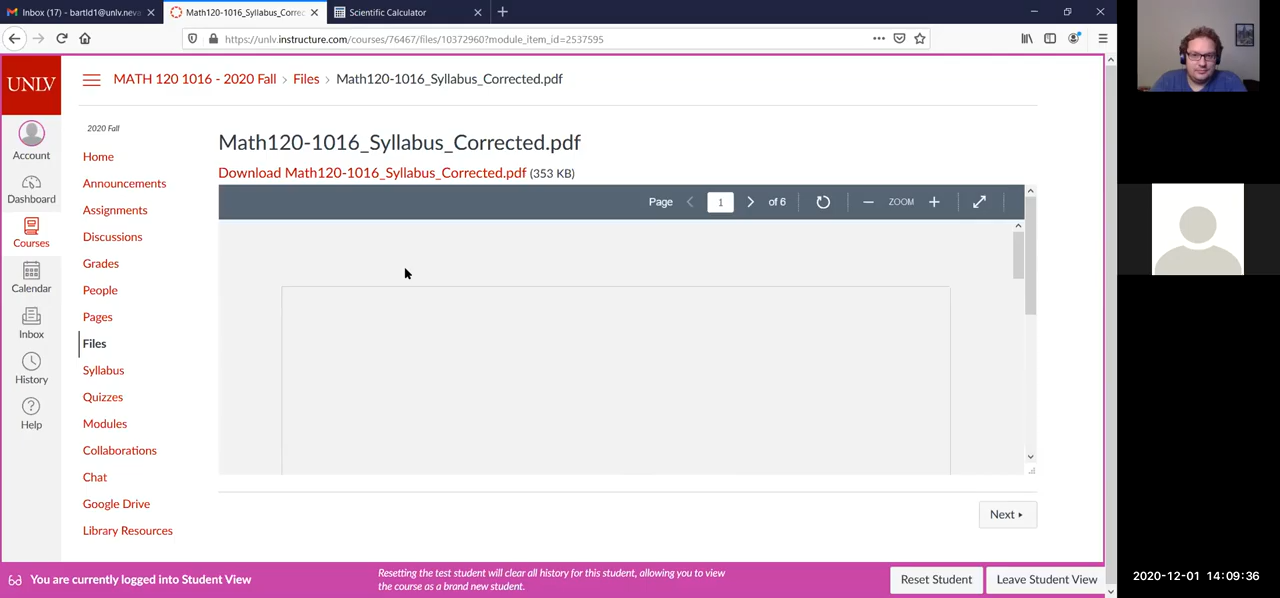 Inbox (17) - bartld1@unlv.neva
Math120-1016_Syllabus_Correc
Scientific Calculator
https://unlv.instructure.com/courses/76467/files/10372960?module_item_id=2537595
UNLV
MATH 120 1016 - 2020 Fall › Files › Math120-1016_Syllabus_Corrected.pdf
Account
Dashboard
Courses
Calendar
Inbox
History
Help
2020 Fall
Home
Announcements
Assignments
Discussions
Grades
People
Pages
Files
Syllabus
Quizzes
Modules
Collaborations
Chat
Google Drive
Library Resources
Math120-1016_Syllabus_Corrected.pdf
Download Math120-1016_Syllabus_Corrected.pdf (353 KB)
Page 1 of 6 ZOOM
Next
You are currently logged into Student View
Resetting the test student will clear all history for this student, allowing you to view
the course as a brand new student.
Reset Student
Leave Student View
2020-12-01 14:09:36